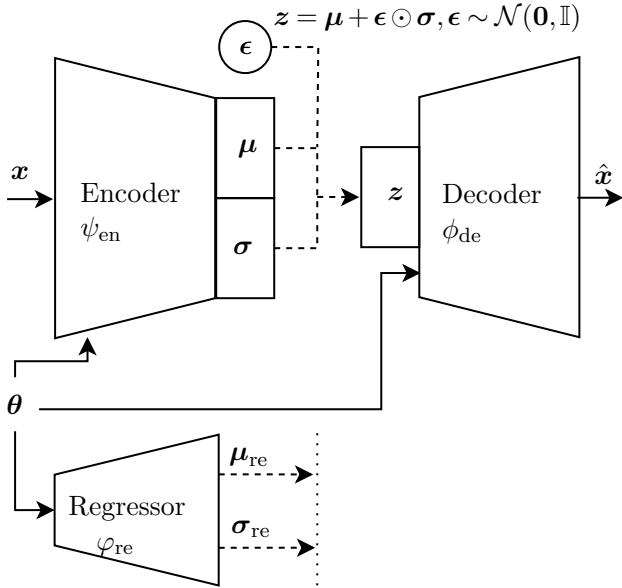 z = μ + ϵ ⊙ σ, ϵ ∼ 𝒩(0, 𝕀)
ϵ
x
Encoder
ψ_en
μ
σ
z
Decoder
ϕ_de
x̂
θ
Regressor
φ_re
μ_re
σ_re